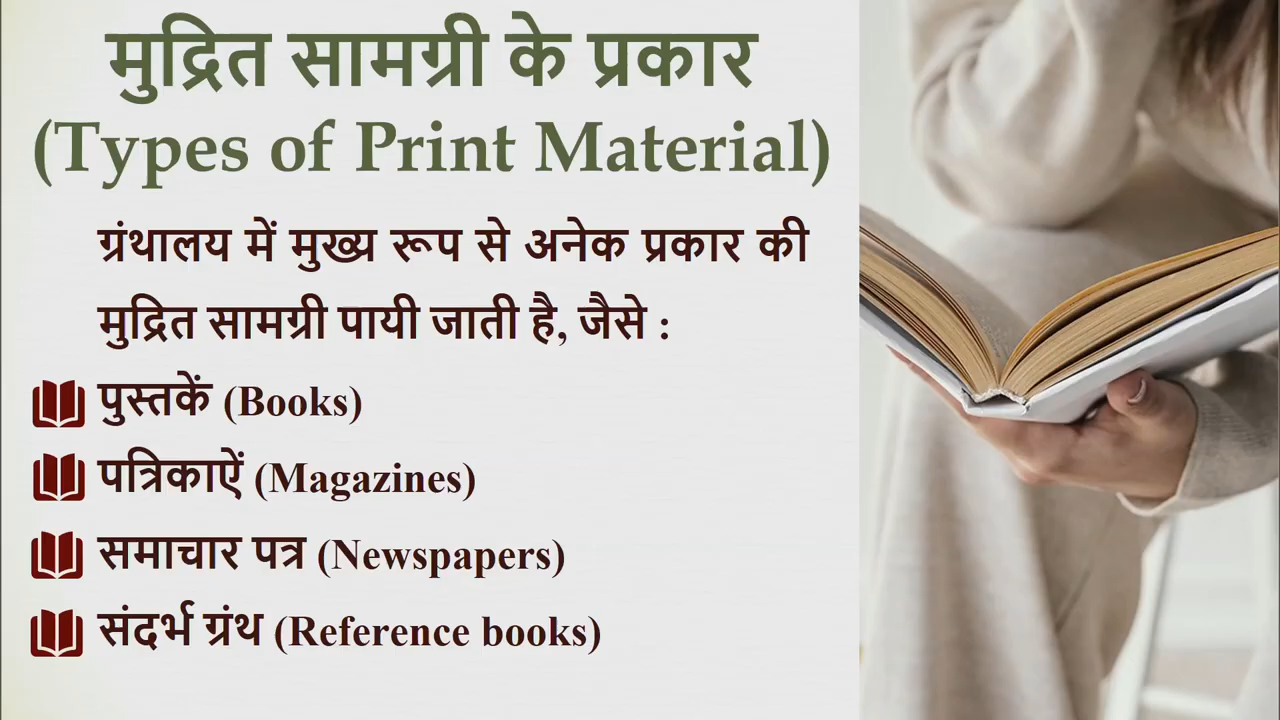 मुद्रित सामग्री के प्रकार
(Types of Print Material)
ग्रंथालय में मुख्य रूप से अनेक प्रकार की
मुद्रित सामग्री पायी जाती है, जैसे :
पुस्तकें (Books)
पत्रिकाऐं (Magazines)
समाचार पत्र (Newspapers)
संदर्भ ग्रंथ (Reference books)